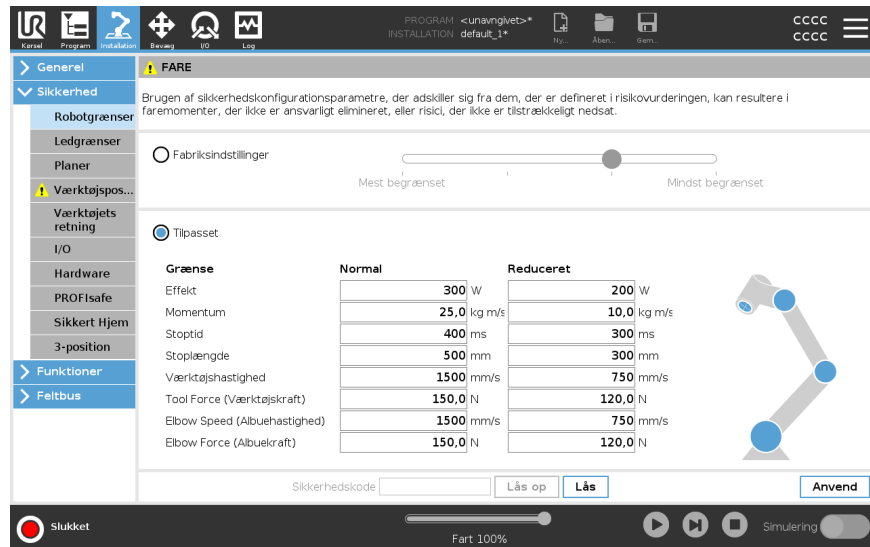 UR
PROGRAM <unavngivet>*
INSTALLATION default_1*
cccc
cccc
Kørsel Program Installation Bevæg I/O Log Ny... Åben... Gem...
Generel
Sikkerhed
Robotgrænser
Ledgrænser
Planer
Værktøjspos...
Værktøjets
retning
I/O
Hardware
PROFIsafe
Sikkert Hjem
3-position
Funktioner
Feltbus
FARE
Brugen af sikkerhedskonfigurationsparametre, der adskiller sig fra dem, der er defineret i risikovurderingen, kan resultere i
faremomenter, der ikke er ansvarligt elimineret, eller risici, der ikke er tilstrækkeligt nedsat.
Fabriksindstillinger
Mest begrænset Mindst begrænset
Tilpasset
Grænse Normal Reduceret
Effekt 300 W 200 W
Momentum 25,0 kg m/s 10,0 kg m/s
Stoptid 400 ms 300 ms
Stoplængde 500 mm 300 mm
Værktøjshastighed 1500 mm/s 750 mm/s
Tool Force (Værktøjskraft) 150,0 N 120,0 N
Elbow Speed (Albuehastighed) 1500 mm/s 750 mm/s
Elbow Force (Albuekraft) 150,0 N 120,0 N
Sikkerhedskode Lås op Lås Anvend
Slukket
Fart 100%
Simulering